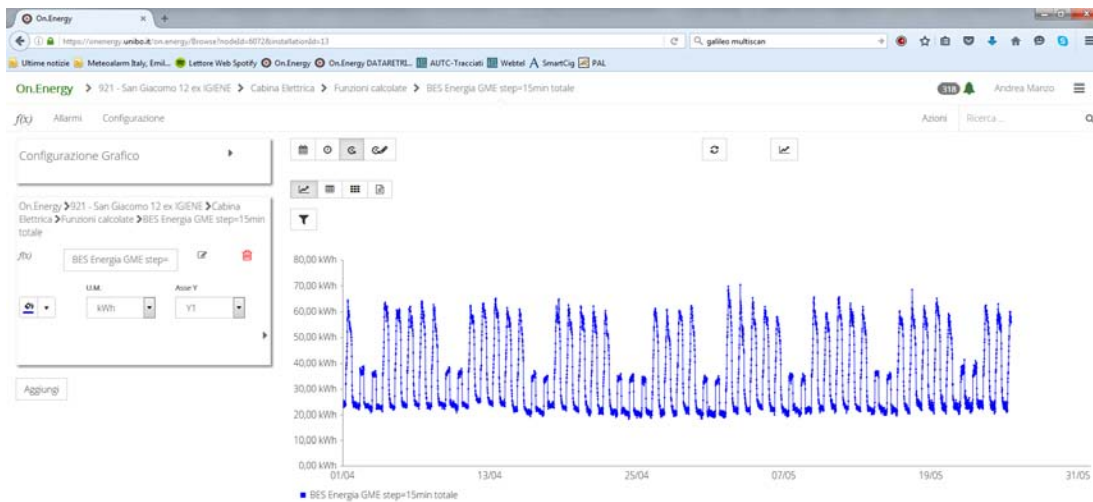 On.Energy
https://onenergy.unibo.it/on.energy/Browse?nodeId=6072&installationId=13
galileo multiscan
Ultime notizie Meteoalarm Italy, Emil... Lettore Web Spotify On.Energy On.Energy DATARETRI... AUTC-Tracciati Webtel SmartCig PAL
On.Energy > 921 - San Giacomo 12 ex IGIENE > Cabina Elettrica > Funzioni calcolate > BES Energia GME step=15min totale
318 Andrea Manzo
f(x) Allarmi Configurazione
Azioni Ricerca ...
Configurazione Grafico
On.Energy >921 - San Giacomo 12 ex IGIENE >Cabina
Elettrica >Funzioni calcolate >BES Energia GME step=15min
totale
f(x) BES Energia GME step=
U.M. Asse Y
kWh Y1
Aggiungi
80,00 kWh
70,00 kWh
60,00 kWh
50,00 kWh
40,00 kWh
30,00 kWh
20,00 kWh
10,00 kWh
0,00 kWh
01/04 13/04 25/04 07/05 19/05 31/05
BES Energia GME step=15min totale